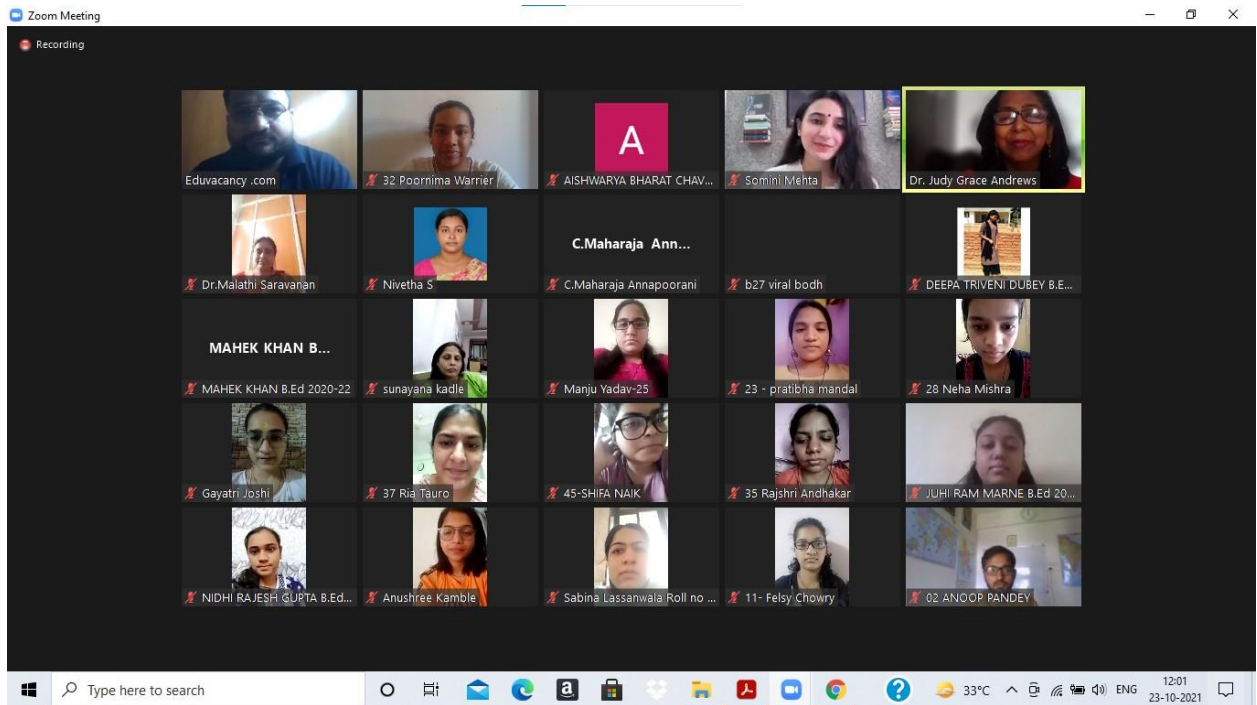 Zoom Meeting
Recording
Eduvacancy .com
32 Poornima Warrier
A
AISHWARYA BHARAT CHAV...
Somini Mehta
Dr. Judy Grace Andrews
Dr.Malathi Saravanan
Nivetha S
C.Maharaja Ann...
C.Maharaja Annapoorani
b27 viral bodh
DEEPA TRIVENI DUBEY B.E...
MAHEK KHAN B...
MAHEK KHAN B.Ed 2020-22
sunayana kadle
Manju Yadav-25
23 - pratibha mandal
28 Neha Mishra
Gayatri Joshi
37 Ria Tauro
45-SHIFA NAIK
35 Rajshri Andhakar
JUHI RAM MARNE B.Ed 20...
NIDHI RAJESH GUPTA B.Ed...
Anushree Kamble
Sabina Lassanwala Roll no ...
11- Felsy Chowry
02 ANOOP PANDEY
Type here to search
a
?
33°C
ENG
12:01
23-10-2021